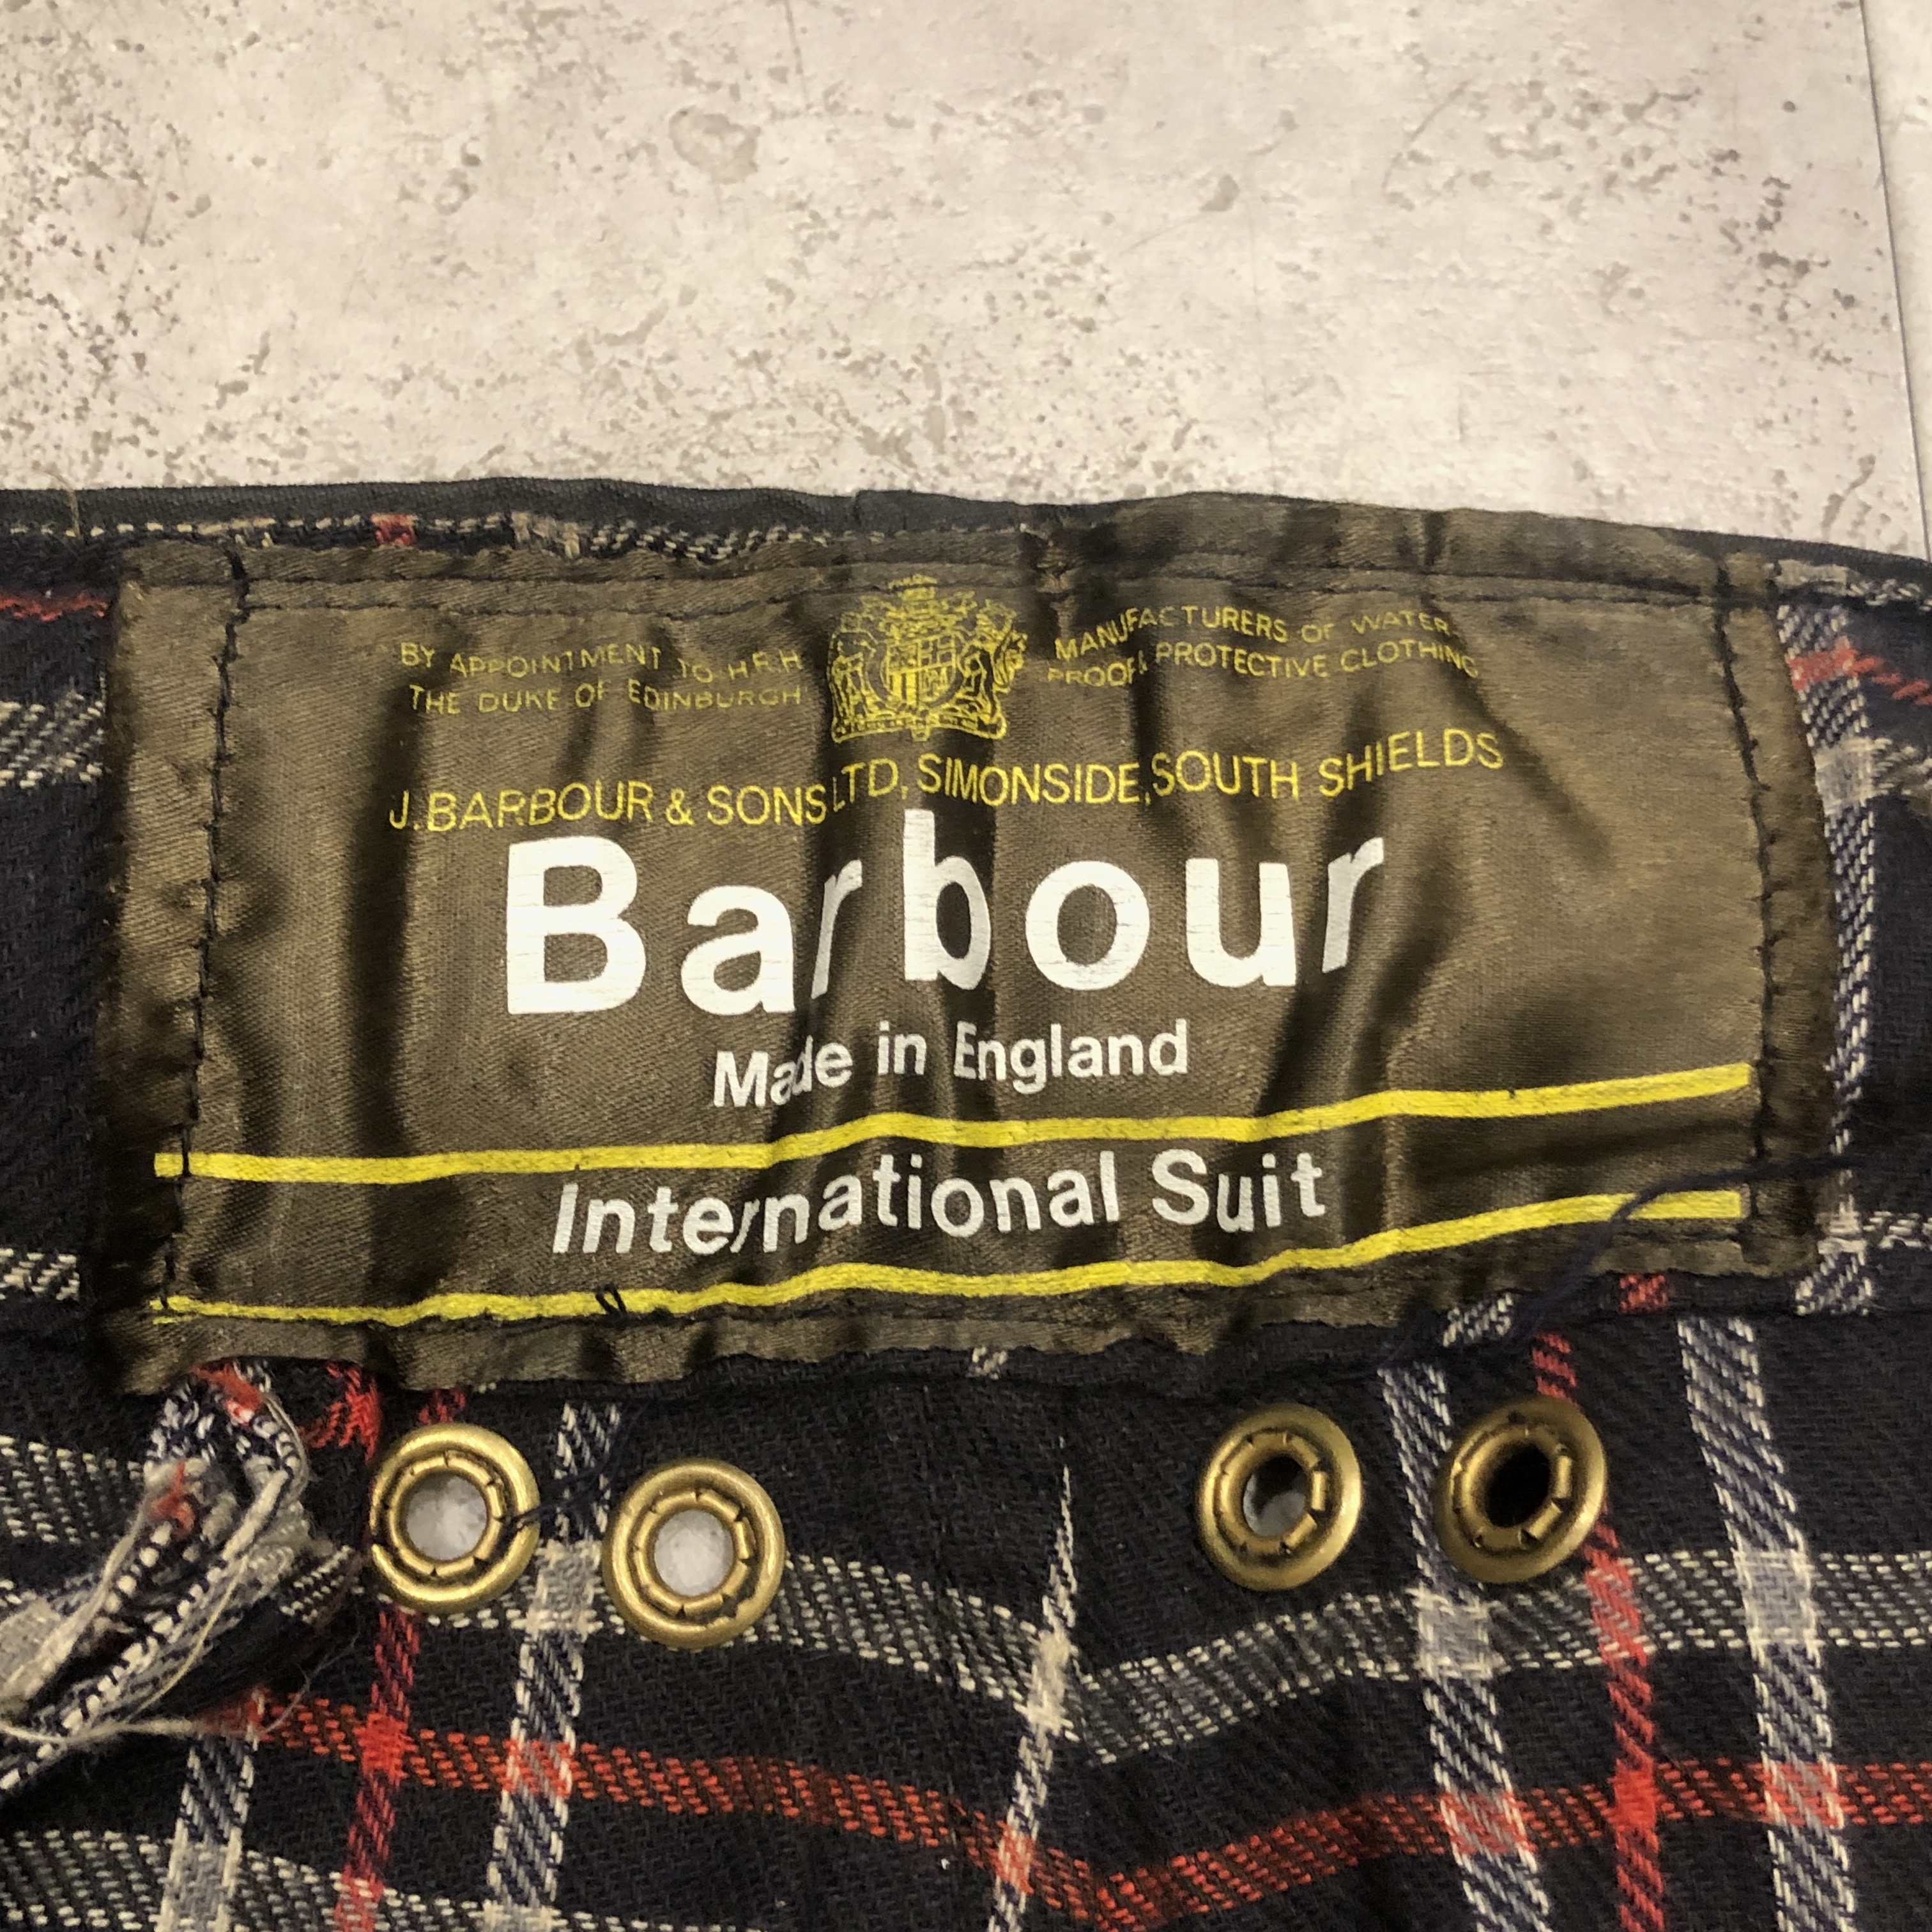 BY APPOINTMENT TO H.R.H
THE DUKE OF EDINBURGH
MANUFACTURERS OF WATER-
PROOF & PROTECTIVE CLOTHING
J. BARBOUR & SONS LTD, SIMONSIDE, SOUTH SHIELDS
Barbour
Made in England
International Suit